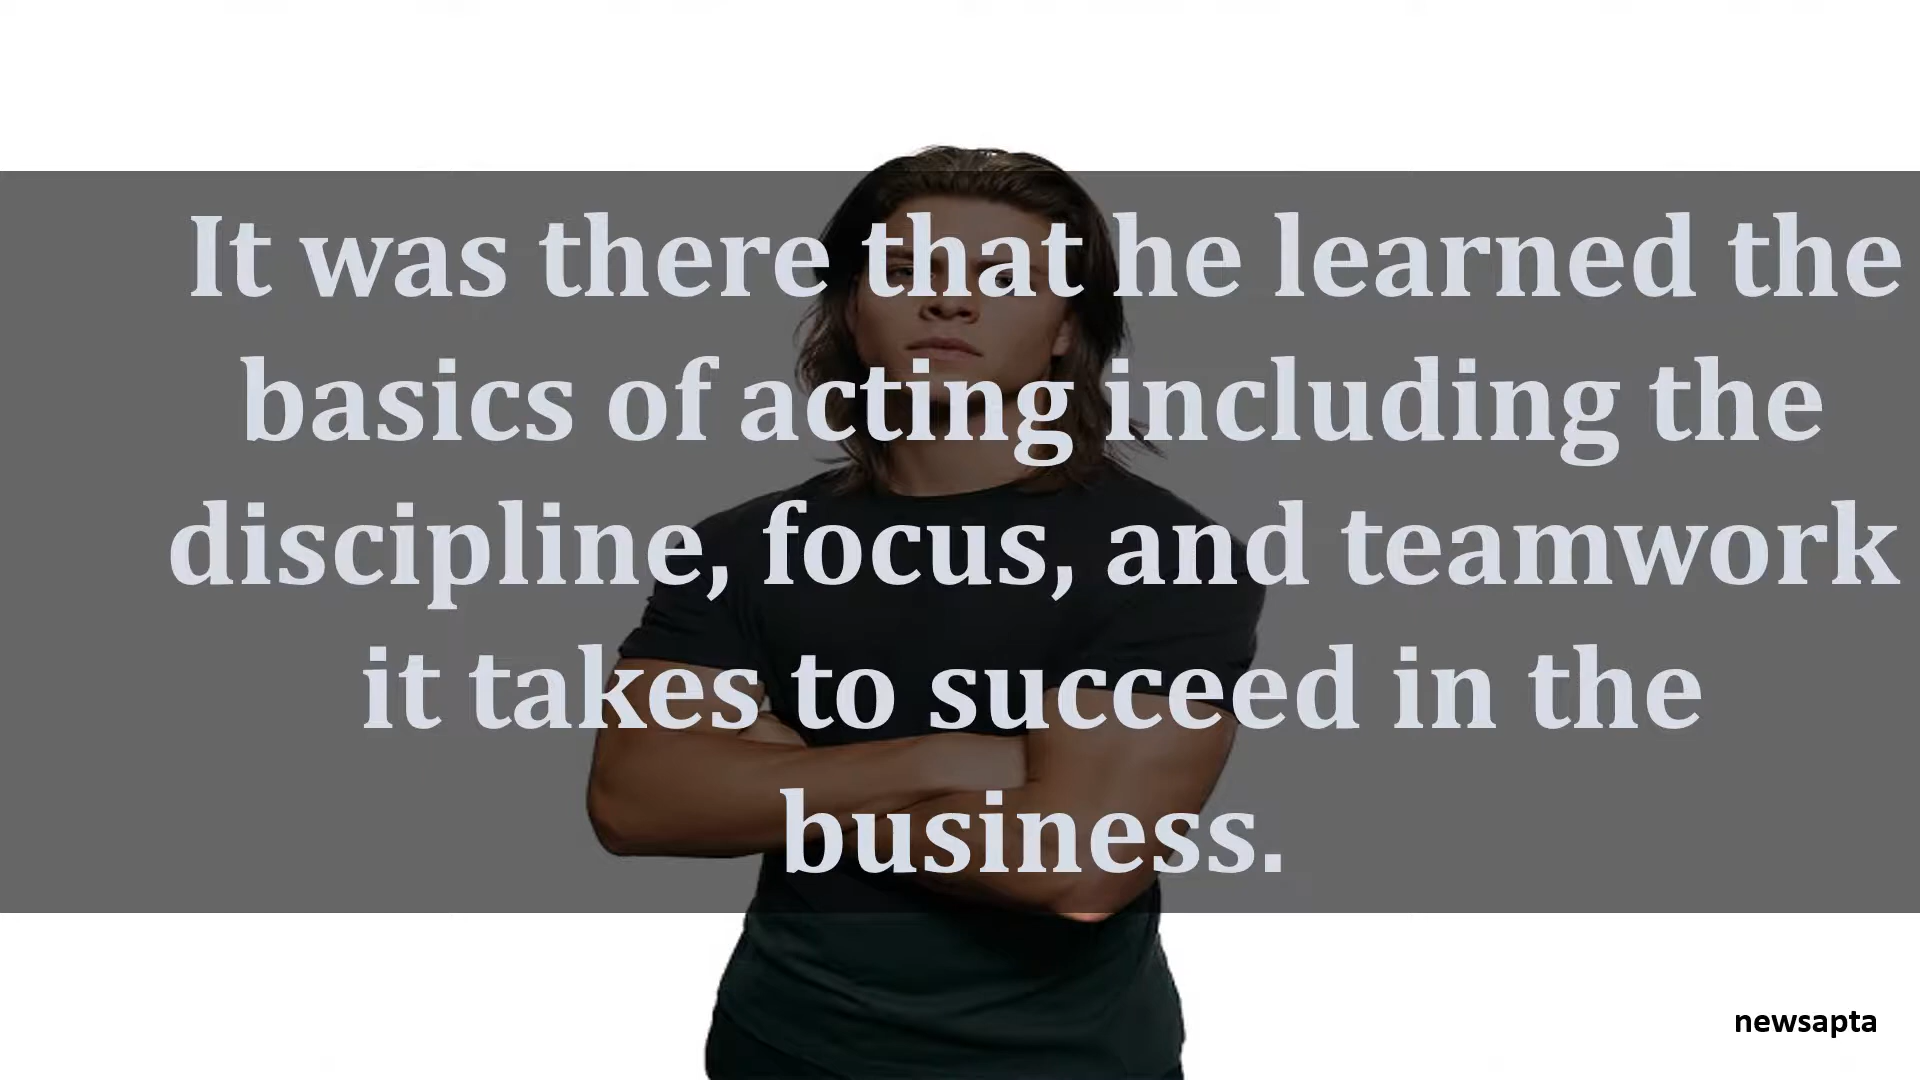 It was there that he learned the
basics of acting including the
discipline, focus, and teamwork
it takes to succeed in the
business.
newsapta